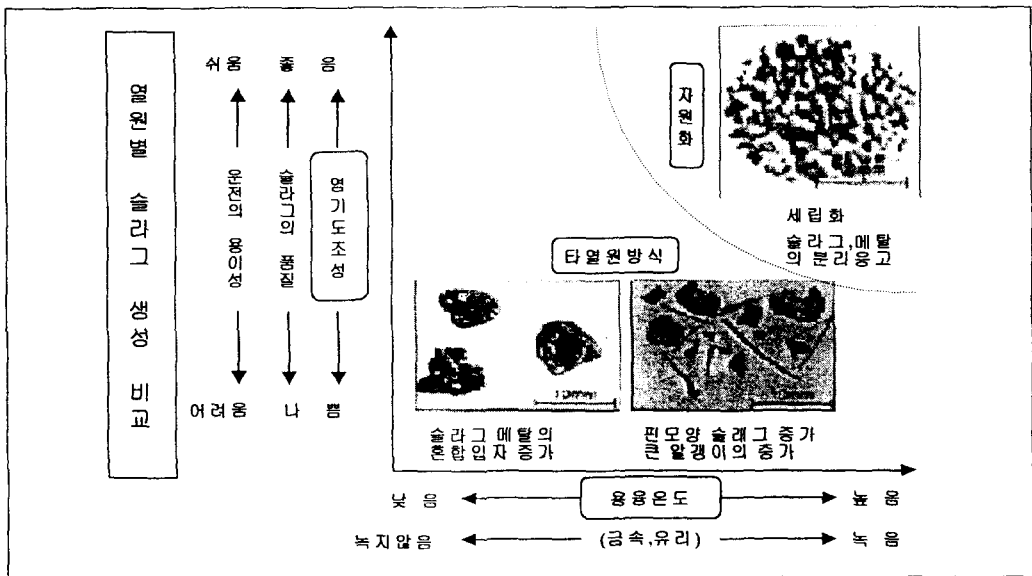 열원별 슬라그 생성 비교
쉬움 좋 음
운전의 용이성
슬라그의 품질
염기도조성
어려움 나 쁨
자원화
세립화
슬라그,메탈
의 분리응고
타열원방식
10mm
10mm
슬라그 메탈의
혼합입자 증가
핀모양 슬래그 증가
큰 알갱이의 증가
낮 음
용융온도
높 음
녹지않음
(금속,유리)
녹 음